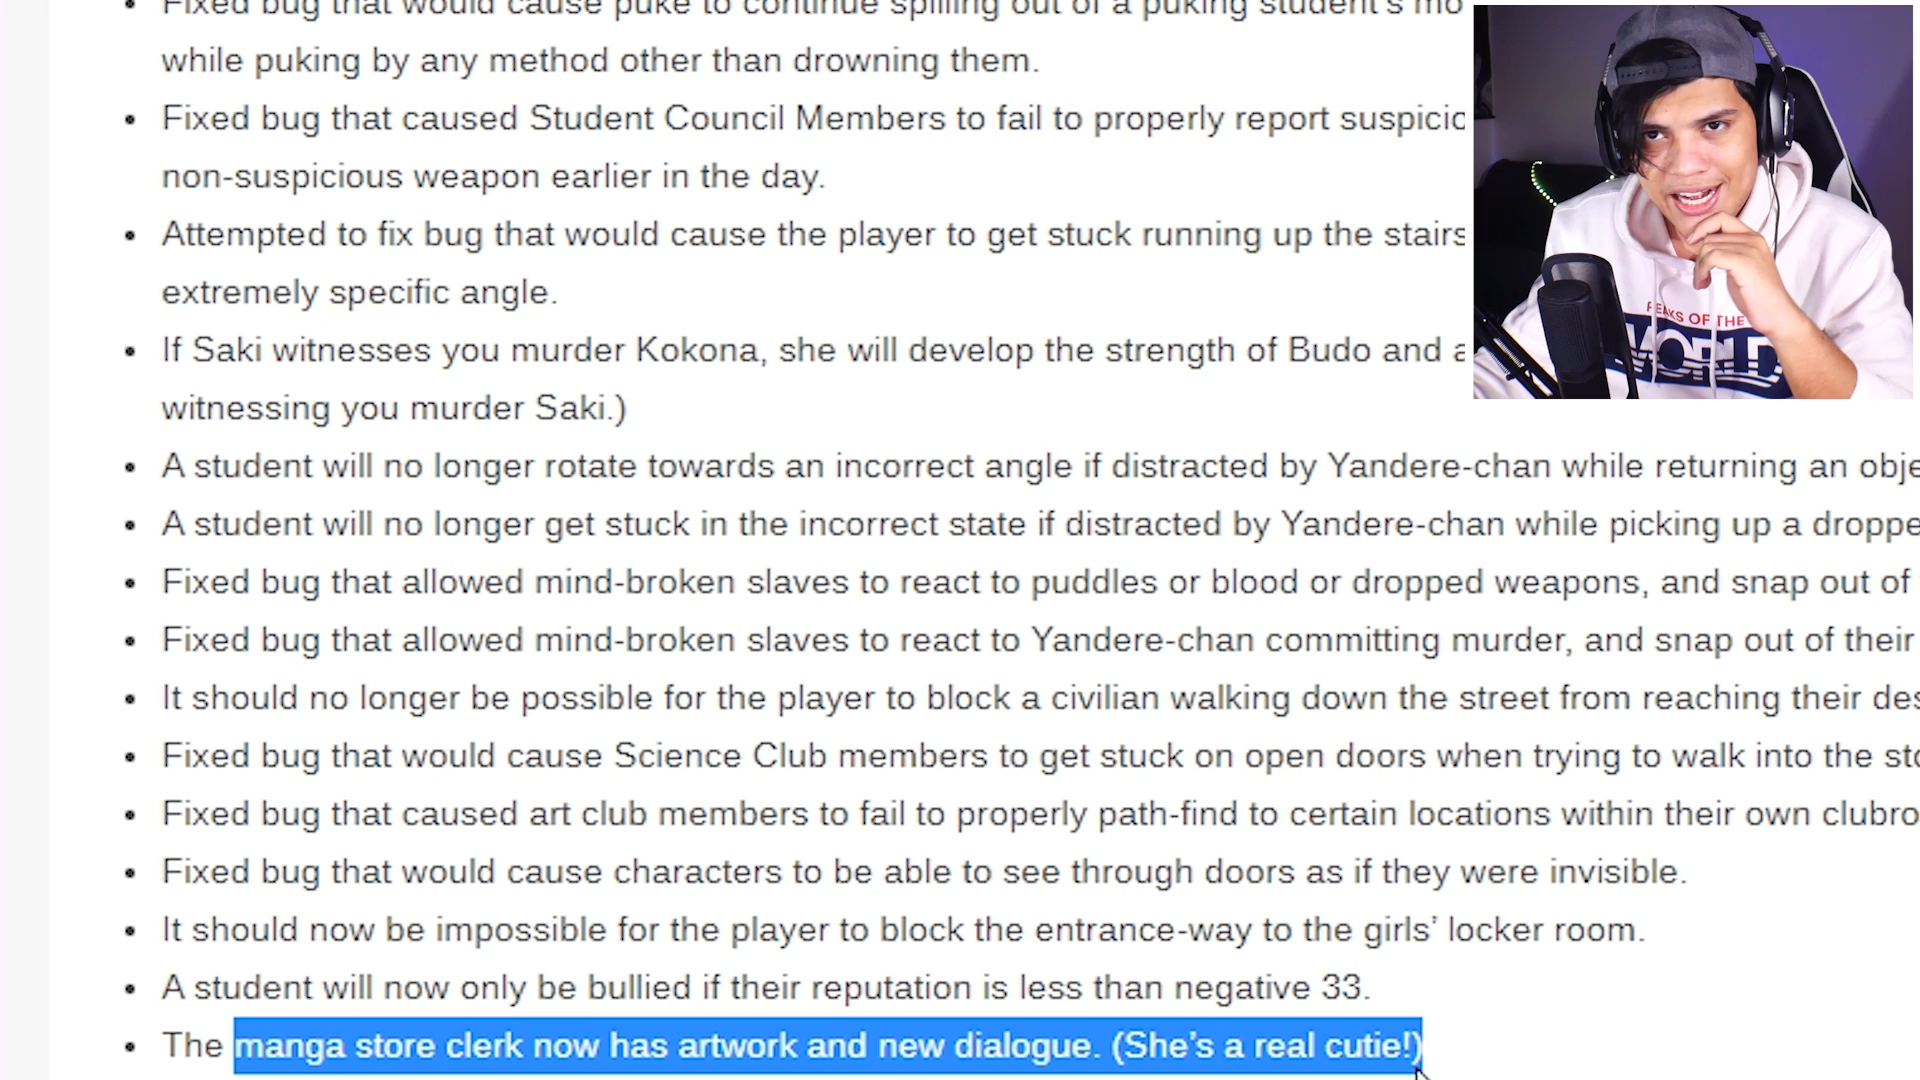 Fixed bug that would cause puke to continue spilling out of a puking student's mo
while puking by any method other than drowning them.
Fixed bug that caused Student Council Members to fail to properly report suspicio
non-suspicious weapon earlier in the day.
Attempted to fix bug that would cause the player to get stuck running up the stairs
extremely specific angle.
If Saki witnesses you murder Kokona, she will develop the strength of Budo and a
witnessing you murder Saki.)
A student will no longer rotate towards an incorrect angle if distracted by Yandere-chan while returning an obje
A student will no longer get stuck in the incorrect state if distracted by Yandere-chan while picking up a droppe
Fixed bug that allowed mind-broken slaves to react to puddles or blood or dropped weapons, and snap out of
Fixed bug that allowed mind-broken slaves to react to Yandere-chan committing murder, and snap out of their
It should no longer be possible for the player to block a civilian walking down the street from reaching their des
Fixed bug that would cause Science Club members to get stuck on open doors when trying to walk into the sto
Fixed bug that caused art club members to fail to properly path-find to certain locations within their own clubro
Fixed bug that would cause characters to be able to see through doors as if they were invisible.
It should now be impossible for the player to block the entrance-way to the girls’ locker room.
A student will now only be bullied if their reputation is less than negative 33.
The manga store clerk now has artwork and new dialogue. (She’s a real cutie!)
OF THE
WORLD